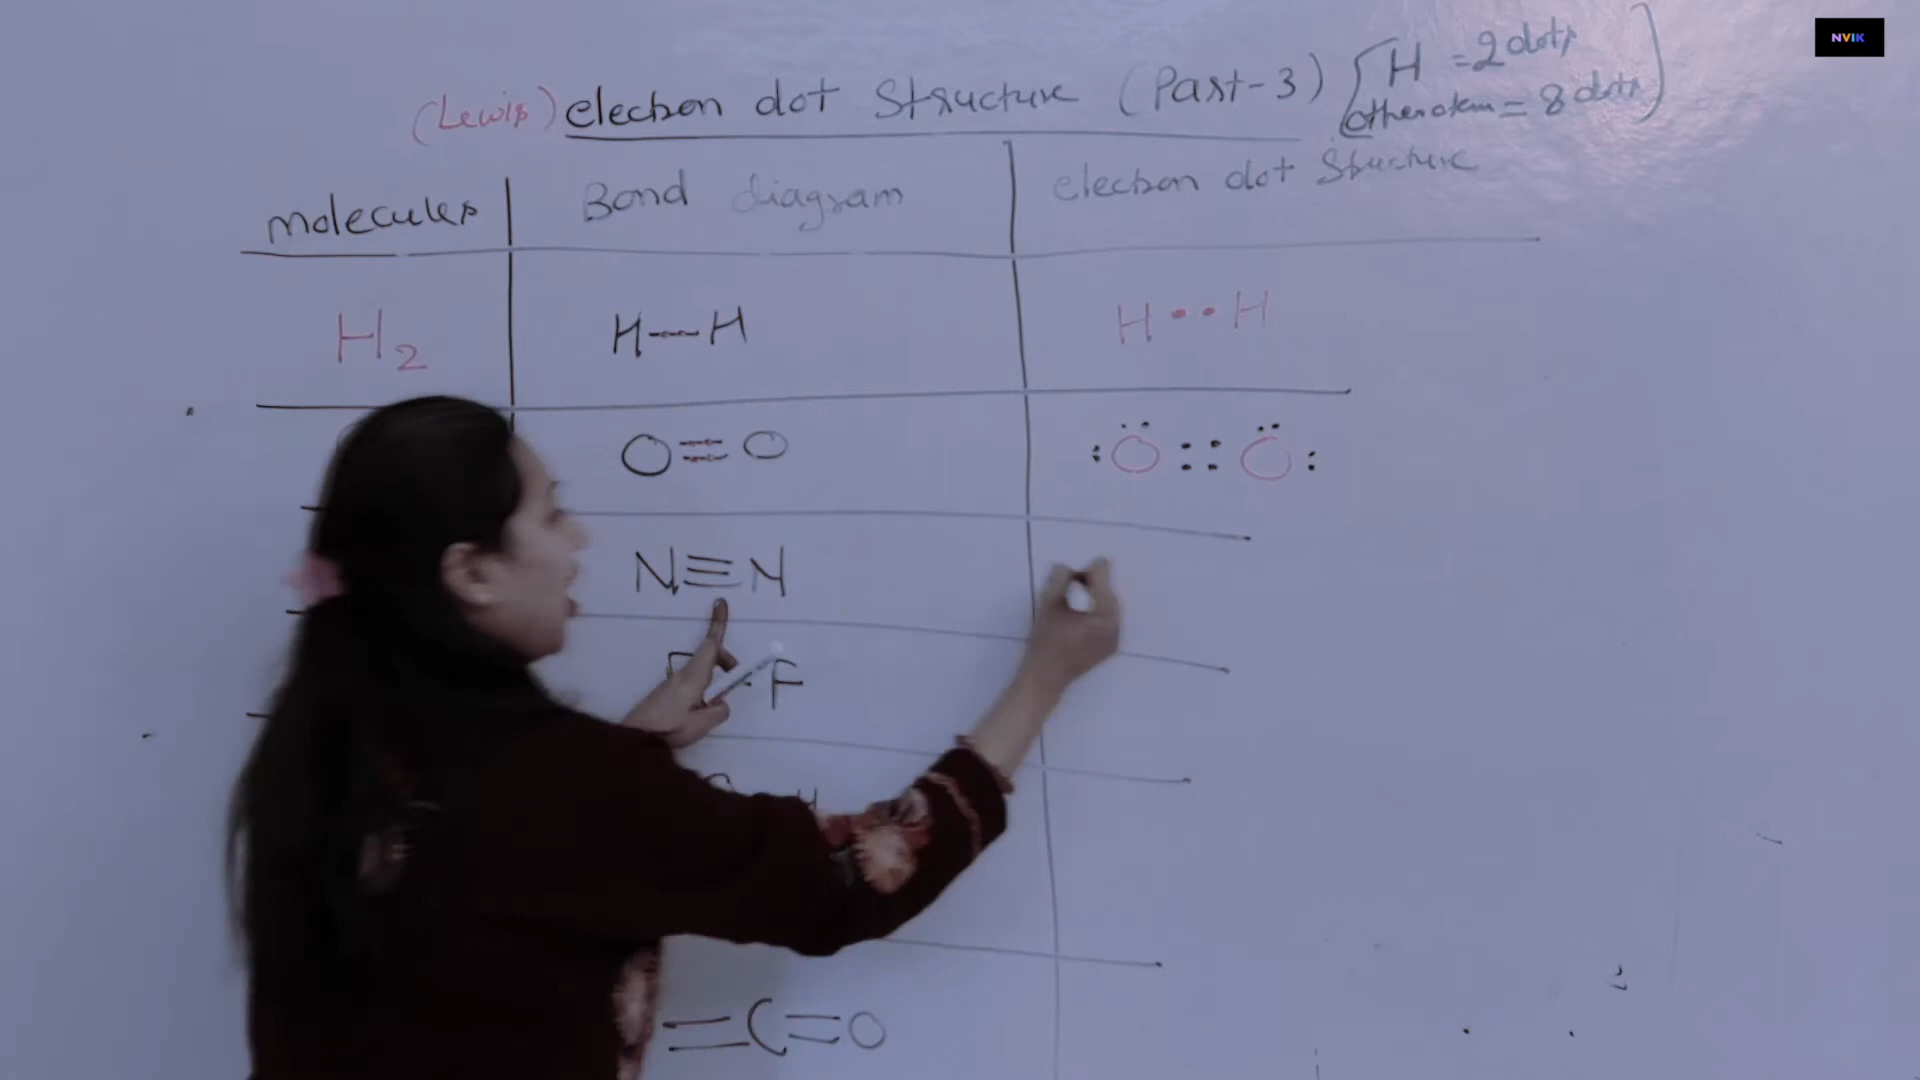 NVIK
(Lewis) electron dot Structure (Part-3)
H = 2 dots
other atom = 8 dots
molecules
Bond diagram
electron dot Structure
H2
H—H
H••H
O=O
:Ö::Ö:
N≡N
F
=C=O